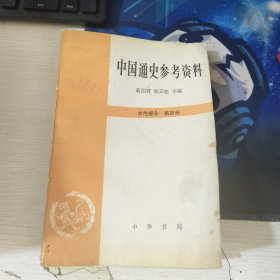 中国通史参考资料
翦伯赞 郑天挺 主编
古代部分 第四册
中华书局